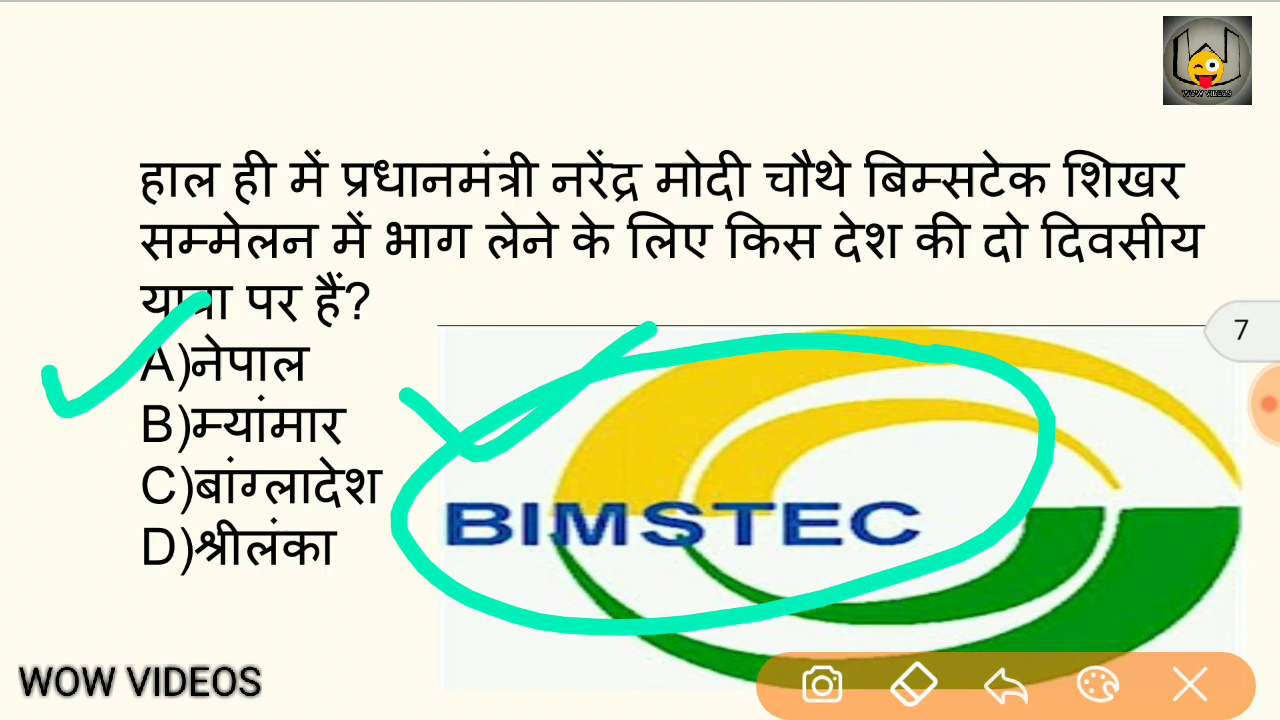 हाल ही में प्रधानमंत्री नरेंद्र मोदी चौथे बिम्सटेक शिखर
सम्मेलन में भाग लेने के लिए किस देश की दो दिवसीय
यात्रा पर हैं?
A)नेपाल
B)म्यांमार
C)बांग्लादेश
D)श्रीलंका
7
BIMSTEC
WOW VIDEOS